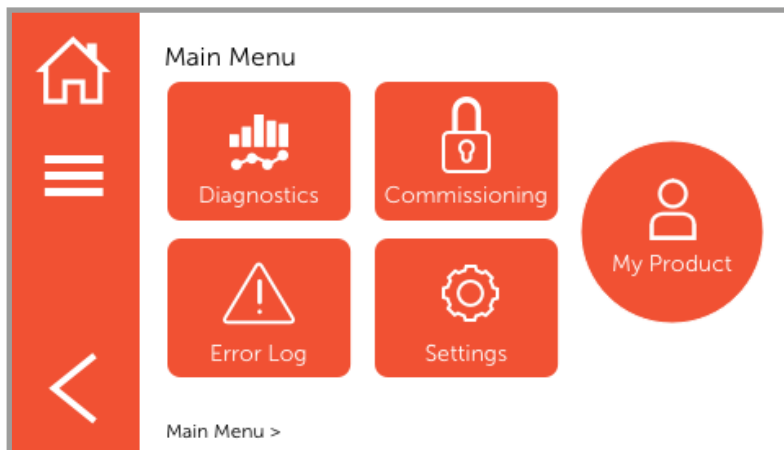 Main Menu
Diagnostics
Commissioning
My Product
Error Log
Settings
Main Menu >